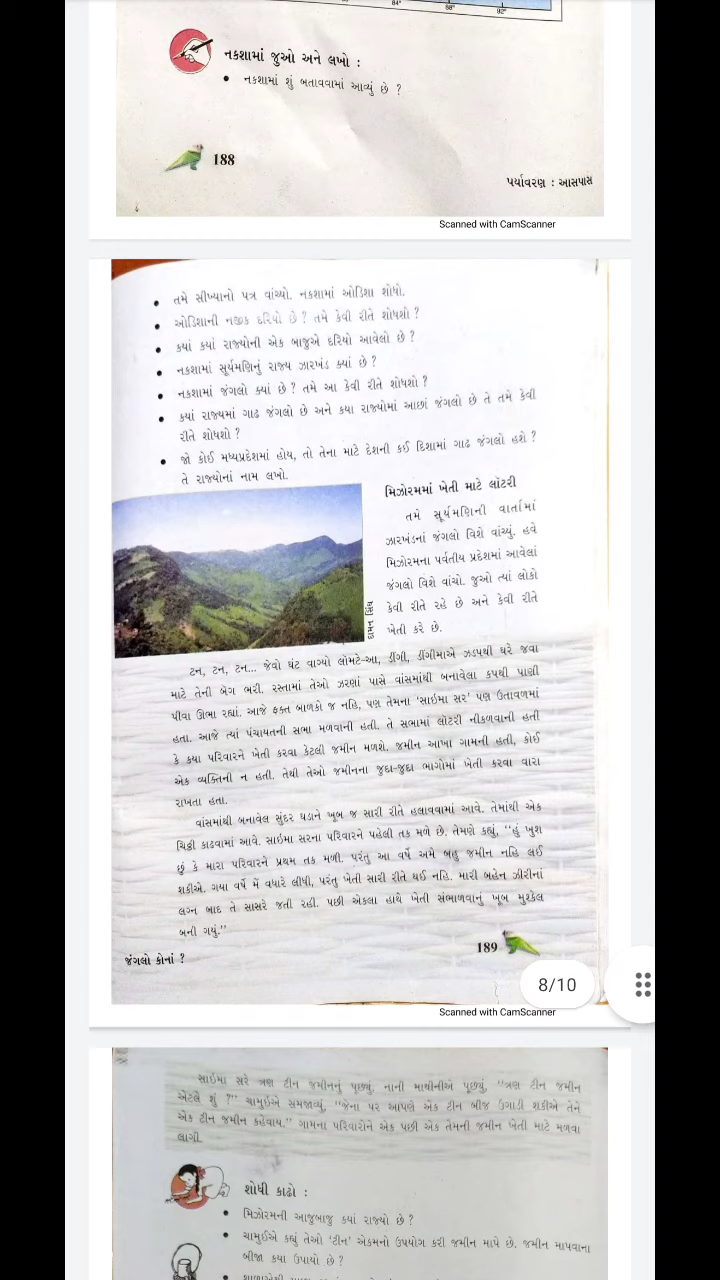 84°
88°
92°
નકશામાં જુઓ અને લખો :
• નકશામાં શું બતાવવામાં આવ્યું છે ?
188
પર્યાવરણ : આસપાસ
Scanned with CamScanner
• તમે સીખ્યાનો પત્ર વાંચ્યો. નકશામાં ઓડિશા શોધો.
• ઓડિશાની નજીક દરિયો છે ? તમે કેવી રીતે શોધશો ?
• કયાં કયાં રાજ્યોની એક બાજુએ દરિયો આવેલો છે ?
• નકશામાં સૂર્યમણિનું રાજ્ય ઝારખંડ ક્યાં છે ?
• નકશામાં જંગલો ક્યાં છે ? તમે આ કેવી રીતે શોધશો ?
• કયાં રાજ્યમાં ગાઢ જંગલો છે અને કયા રાજ્યોમાં આછાં જંગલો છે તે તમે કેવી
રીતે શોધશો ?
• જો કોઈ મધ્યપ્રદેશમાં હોય, તો તેના માટે દેશની કઈ દિશામાં ગાઢ જંગલો હશે ?
તે રાજ્યોનાં નામ લખો.
મિઝોરમમાં ખેતી માટે લૉટરી
તમે સૂર્યમણિની વાર્તામાં
ઝારખંડનાં જંગલો વિશે વાંચ્યું. હવે
મિઝોરમના પર્વતીય પ્રદેશમાં આવેલાં
જંગલો વિશે વાંચો. જુઓ ત્યાં લોકો
કેવી રીતે રહે છે અને કેવી રીતે
ખેતી કરે છે.
દામન સિંઘ
ટન, ટન, ટન... જેવો ઘંટ વાગ્યો લોમટે-આ, ડીંગી, ડીંગીમાએ ઝડપથી ઘરે જવા
માટે તેની બેગ ભરી. રસ્તામાં તેઓ ઝરણાં પાસે વાંસમાંથી બનાવેલા કપથી પાણી
પીવા ઊભા રહ્યાં. આજે ફક્ત બાળકો જ નહિ, પણ તેમના ‘સાઇમા સર’ પણ ઉતાવળમાં
હતા. આજે ત્યાં પંચાયતની સભા મળવાની હતી. તે સભામાં લૉટરી નીકળવાની હતી
કે કયા પરિવારને ખેતી કરવા કેટલી જમીન મળશે. જમીન આખા ગામની હતી, કોઈ
એક વ્યક્તિની ન હતી. તેથી તેઓ જમીનના જુદા-જુદા ભાગોમાં ખેતી કરવા વારા
રાખતા હતા.
વાંસમાંથી બનાવેલ સુંદર ઘડાને ખૂબ જ સારી રીતે હલાવવામાં આવે. તેમાંથી એક
ચિઠ્ઠી કાઢવામાં આવે. સાઇમા સરના પરિવારને પહેલી તક મળે છે. તેમણે કહ્યું, “હું ખુશ
છું કે મારા પરિવારને પ્રથમ તક મળી. પરંતુ આ વર્ષે અમે બહુ જમીન નહિ લઈ
શકીએ. ગયા વર્ષે મેં વધારે લીધી, પરંતુ ખેતી સારી રીતે થઈ નહિ. મારી બહેન ઝીરીનાં
લગ્ન બાદ તે સાસરે જતી રહી. પછી એકલા હાથે ખેતી સંભાળવાનું ખૂબ મુશ્કેલ
બની ગયું.”
જંગલો કોનાં ?
189
8/10
Scanned with CamScanner
સાઇમા સરે ત્રણ ટીન જમીનનું પૂછ્યું, નાની માથીનીએ પૂછ્યું, “ત્રણ ટીન જમીન
એટલે શું ?” ચામુઈએ સમજાવ્યું, “જેના પર આપણે એક ટીન બીજ ઉગાડી શકીએ તેને
એક ટીન જમીન કહેવાય.” ગામના પરિવારોને એક પછી એક તેમની જમીન ખેતી માટે મળવા
લાગી.
શોધી કાઢો :
• મિઝોરમની આજુબાજુ કયાં રાજ્યો છે ?
• ચામુઈએ કહ્યું તેઓ ‘ટીન’ એકમનો ઉપયોગ કરી જમીન માપે છે. જમીન માપવાના
બીજા કયા ઉપાયો છે ?